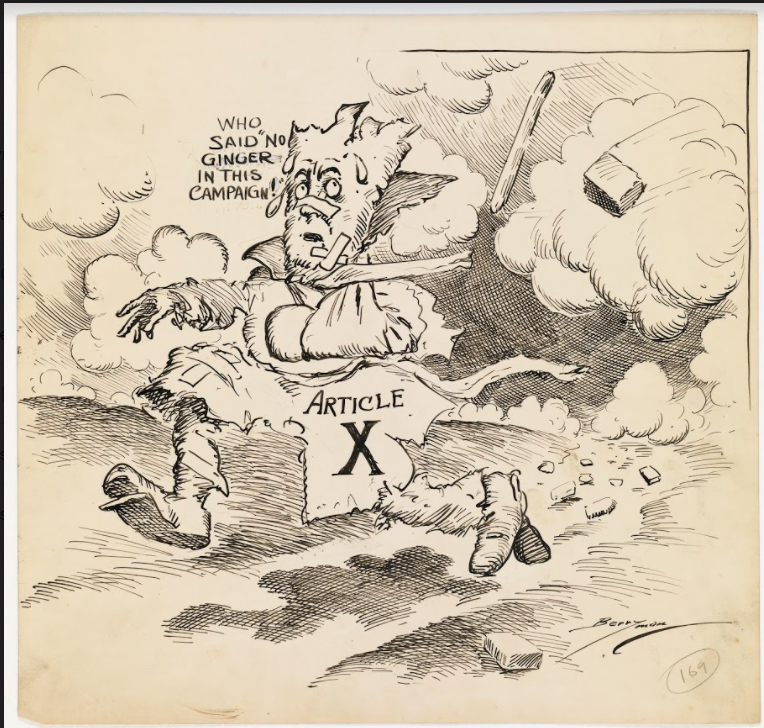 WHO
SAID "NO
GINGER
IN THIS
CAMPAIGN!
ARTICLE
X
Berryman
169